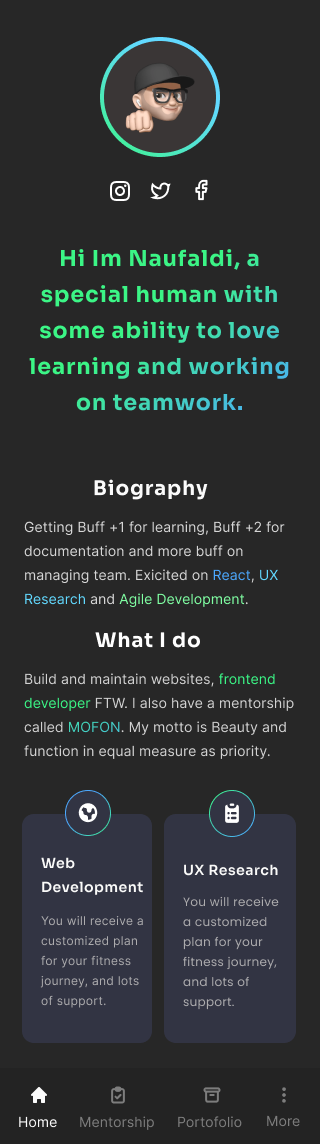 Hi Im Naufaldi, a
special human with
some ability to love
learning and working
on teamwork.
Biography
Getting Buff +1 for learning, Buff +2 for
documentation and more buff on
managing team. Exicited on React, UX
Research and Agile Development.
What I do
Build and maintain websites, frontend
developer FTW. I also have a mentorship
called MOFON. My motto is Beauty and
function in equal measure as priority.
Web
Development
You will receive a
customized plan
for your fitness
journey, and lots
of support.
UX Research
You will receive
a customized
plan for your
fitness journey,
and lots of
support.
Home
Mentorship
Portofolio
More